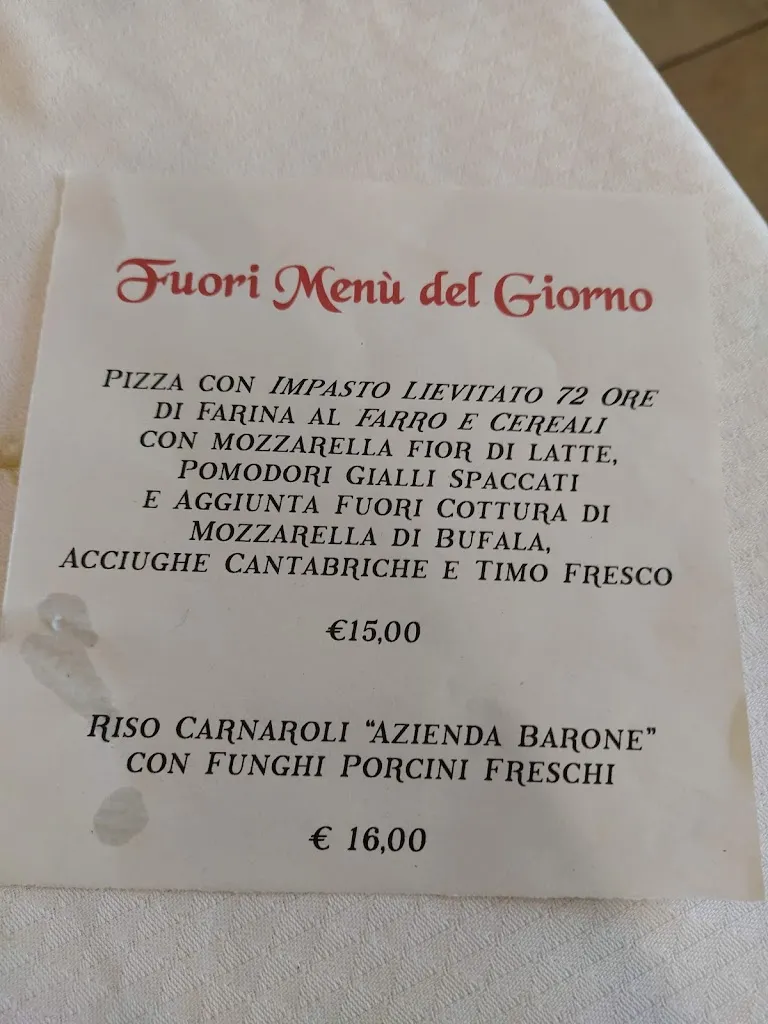 Fuori Menù del Giorno
PIZZA CON IMPASTO LIEVITATO 72 ORE
DI FARINA AL FARRO E CEREALI
CON MOZZARELLA FIOR DI LATTE,
POMODORI GIALLI SPACCATI
E AGGIUNTA FUORI COTTURA DI
MOZZARELLA DI BUFALA,
ACCIUGHE CANTABRICHE E TIMO FRESCO
€15,00
RISO CARNAROLI “AZIENDA BARONE”
CON FUNGHI PORCINI FRESCHI
€ 16,00